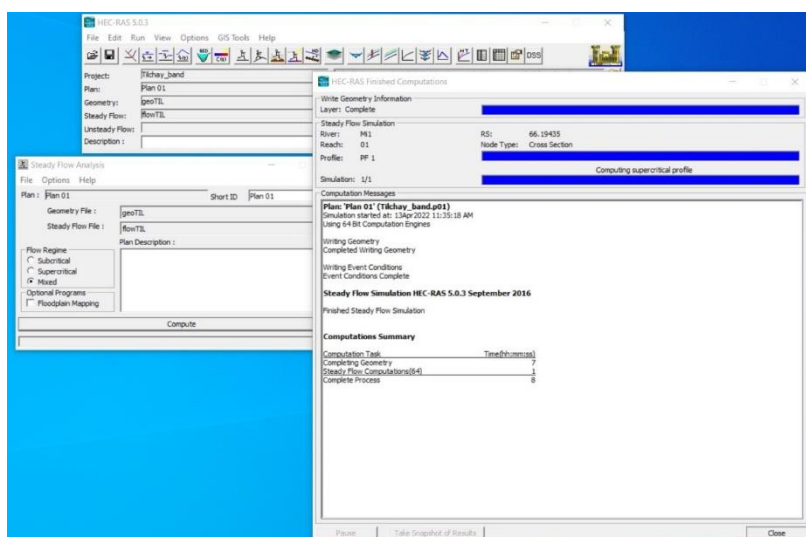 HEC-RAS 5.0.3
File Edit Run View Options GIS Tools Help
DSS
Project: Tilchay_band
Plan: Plan 01
Geometry: geoTIL
Steady Flow: flowTIL
Unsteady Flow:
Description :
Steady Flow Analysis
File Options Help
Plan : Plan 01 Short ID Plan 01
Geometry File : geoTIL
Steady Flow File : flowTIL
Plan Description :
Flow Regime
Subcritical
Supercritical
Mixed
Optional Programs
Floodplain Mapping
Compute
HEC-RAS Finished Computations
Write Geometry Information
Layer: Complete
Steady Flow Simulation
River: Mi1 RS: 66.19435
Reach: 01 Node Type: Cross Section
Profile: PF 1
Computing supercritical profile
Simulation: 1/1
Computation Messages
Plan: 'Plan 01' (Tilchay_band.p01)
Simulation started at: 13Apr2022 11:35:18 AM
Using 64 Bit Computation Engines
Writing Geometry
Completed Writing Geometry
Writing Event Conditions
Event Conditions Complete
Steady Flow Simulation HEC-RAS 5.0.3 September 2016
Finished Steady Flow Simulation
Computations Summary
Computation Task Time(hh:mm:ss)
Completing Geometry 7
Steady Flow Computations(64) 1
Complete Process 8
Pause Take Snapshot of Results Close